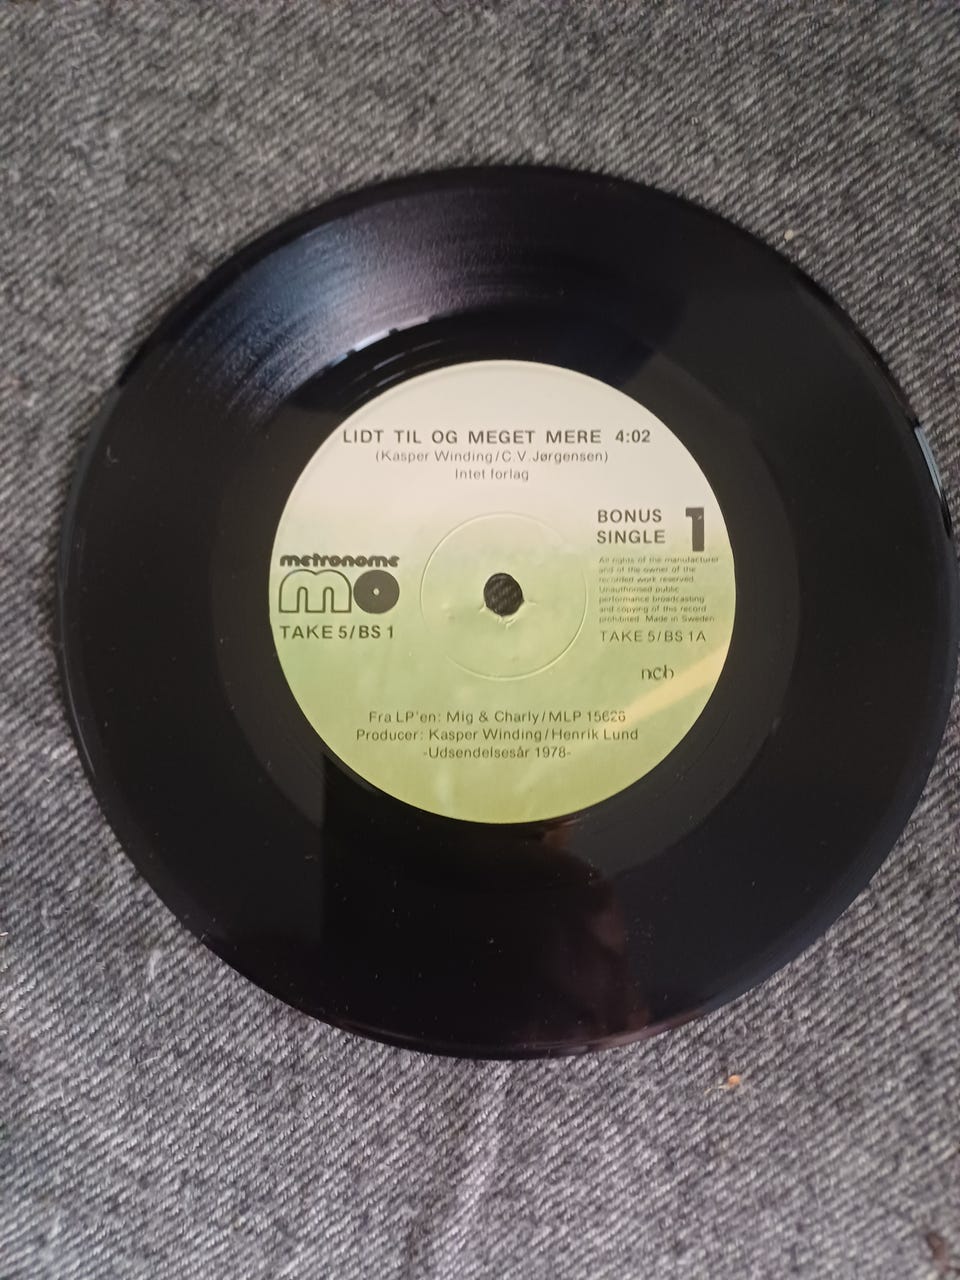 LIDT TIL OG MEGET MERE 4:02
(Kasper Winding/C.V.Jørgensen)
Intet forlag
BONUS
SINGLE
1
metronome
mo
TAKE 5/BS 1
All rights of the manufacturer
and of the owner of the
recorded work reserved.
Unauthorised public
performance broadcasting
and copying of this record
prohibited. Made in Sweden
TAKE 5/BS 1A
ncb
Fra LP'en: Mig & Charly/MLP 15626
Producer: Kasper Winding/Henrik Lund
-Udsendelsesår 1978-